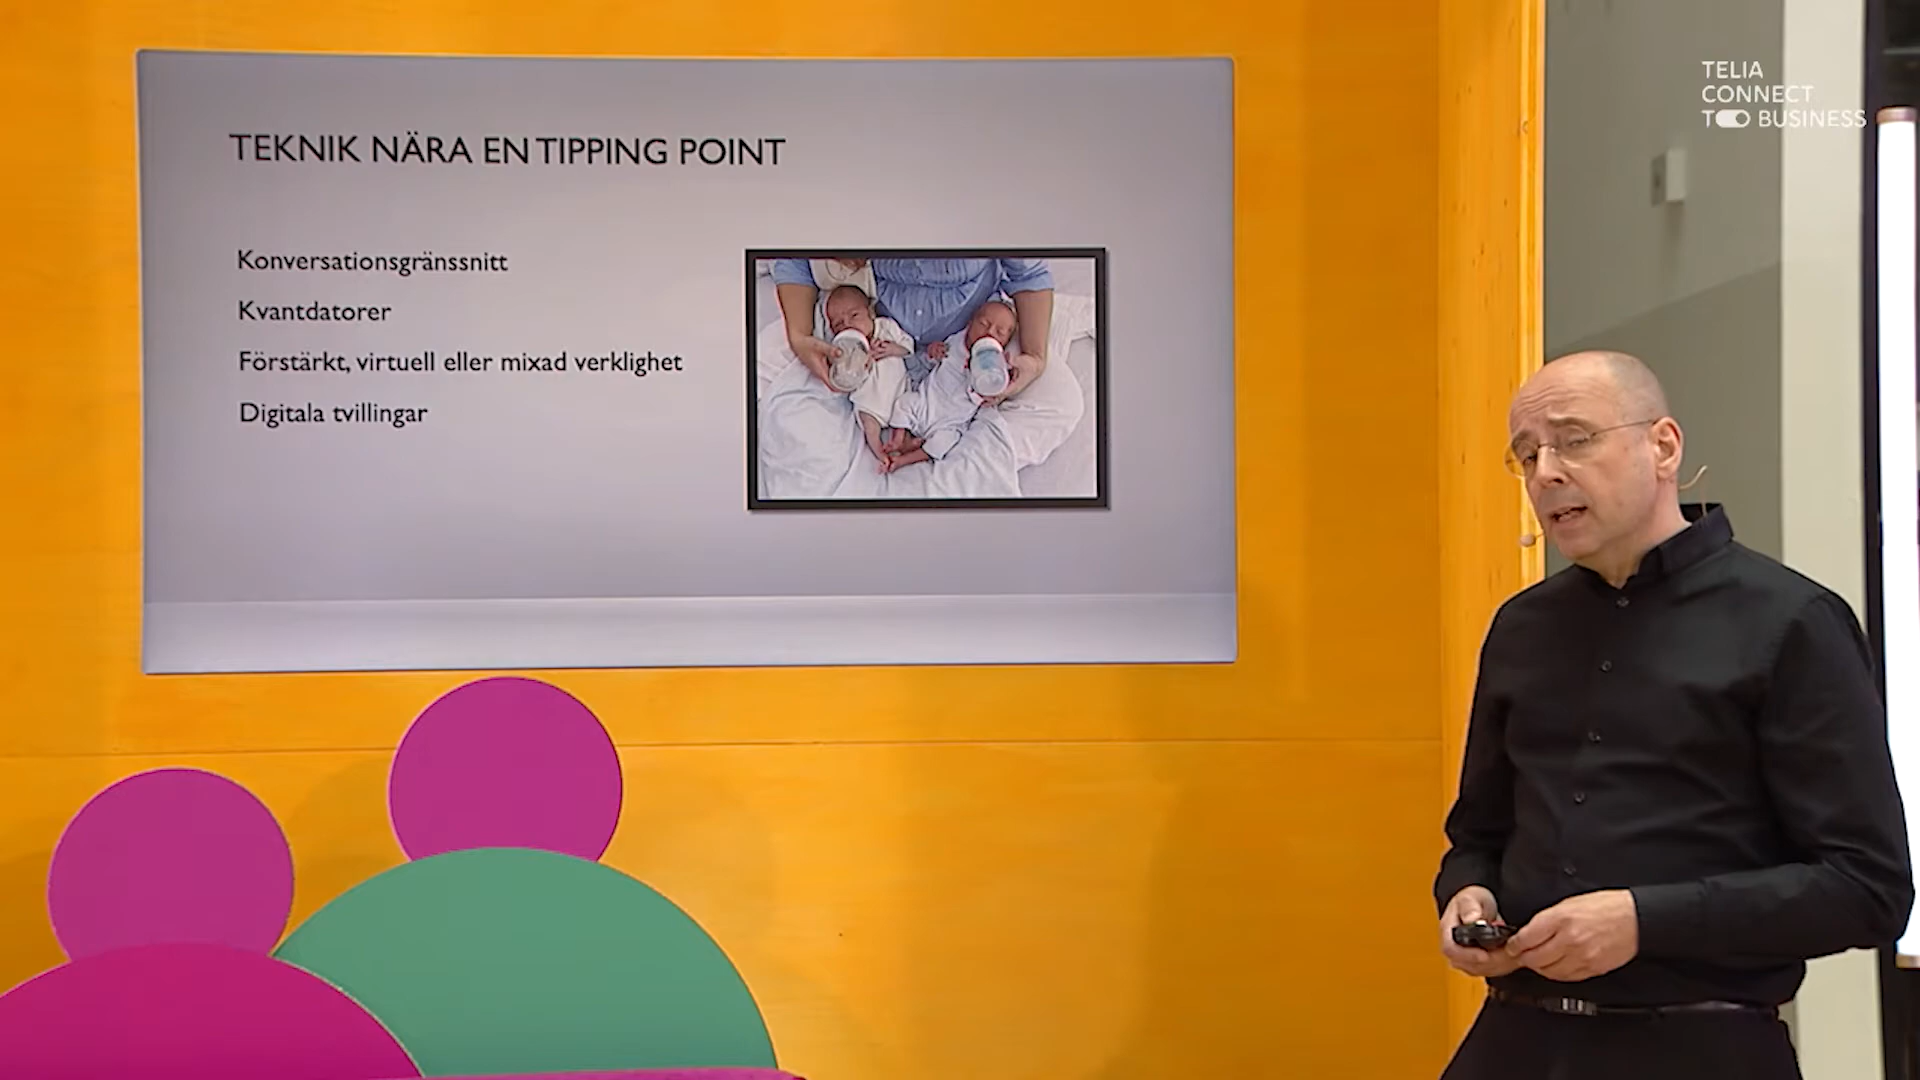 TEKNIK NÄRA EN TIPPING POINT
Konversationsgränssnitt
Kvantdatorer
Förstärkt, virtuell eller mixad verklighet
Digitala tvillingar
TELIA
CONNECT
TO BUSINESS